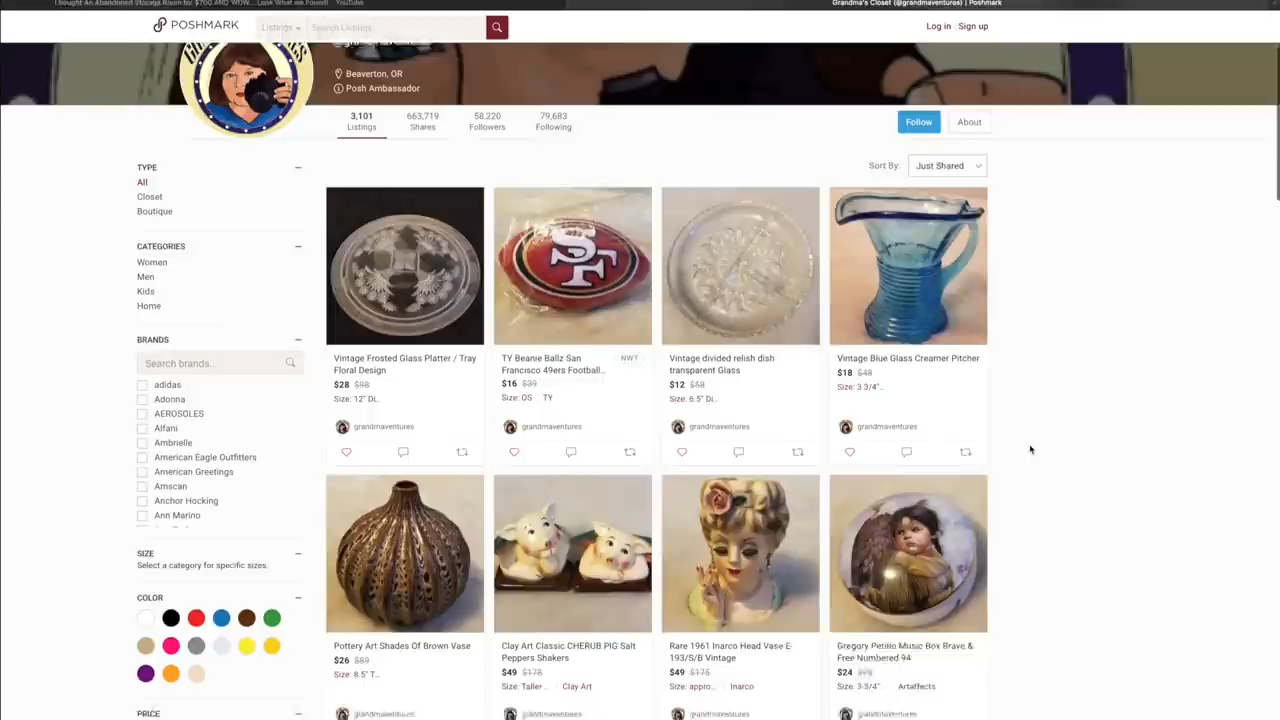 I Bought An Abandoned Storage Room for $700 AND WOW... Look What we Found! YouTube
Grandma's Closet (@grandmaventures) | Poshmark
POSHMARK
Listings
Search Listings
Log in
Sign up
Beaverton, OR
Posh Ambassador
3,101
663,719
58,220
79,683
Listings
Shares
Followers
Following
Follow
About
Sort By:
Just Shared
TYPE
All
Closet
Boutique
CATEGORIES
Women
Men
Kids
Home
BRANDS
Search brands...
adidas
Adonna
AEROSOLES
Alfani
Ambrielle
American Eagle Outfitters
American Greetings
Amscan
Anchor Hocking
Ann Marino
SIZE
Select a category for specific sizes.
COLOR
PRICE
SF
Vintage Frosted Glass Platter / Tray
Floral Design
$28 $98
Size: 12" Di...
grandmaventures
TY Beanie Ballz San
Francisco 49ers Football...
NWT
$16 $39
Size: OS
TY
grandmaventures
Vintage divided relish dish
transparent Glass
$12 $58
Size: 6.5" Di...
grandmaventures
Vintage Blue Glass Creamer Pitcher
$18 $48
Size: 3 3/4"...
grandmaventures
Pottery Art Shades Of Brown Vase
$26 $89
Size: 8.5" T...
grandmaventures
Clay Art Classic CHERUB PIG Salt
Peppers Shakers
$49 $178
Size: Taller...
Clay Art
grandmaventures
Rare 1961 Inarco Head Vase E-
193/S/B Vintage
$49 $175
Size: appro...
Inarco
grandmaventures
Gregory Perillo Music Box Brave &
Free Numbered 94
$24
Size: 3-3/4"
Artaffects
grandmaventures